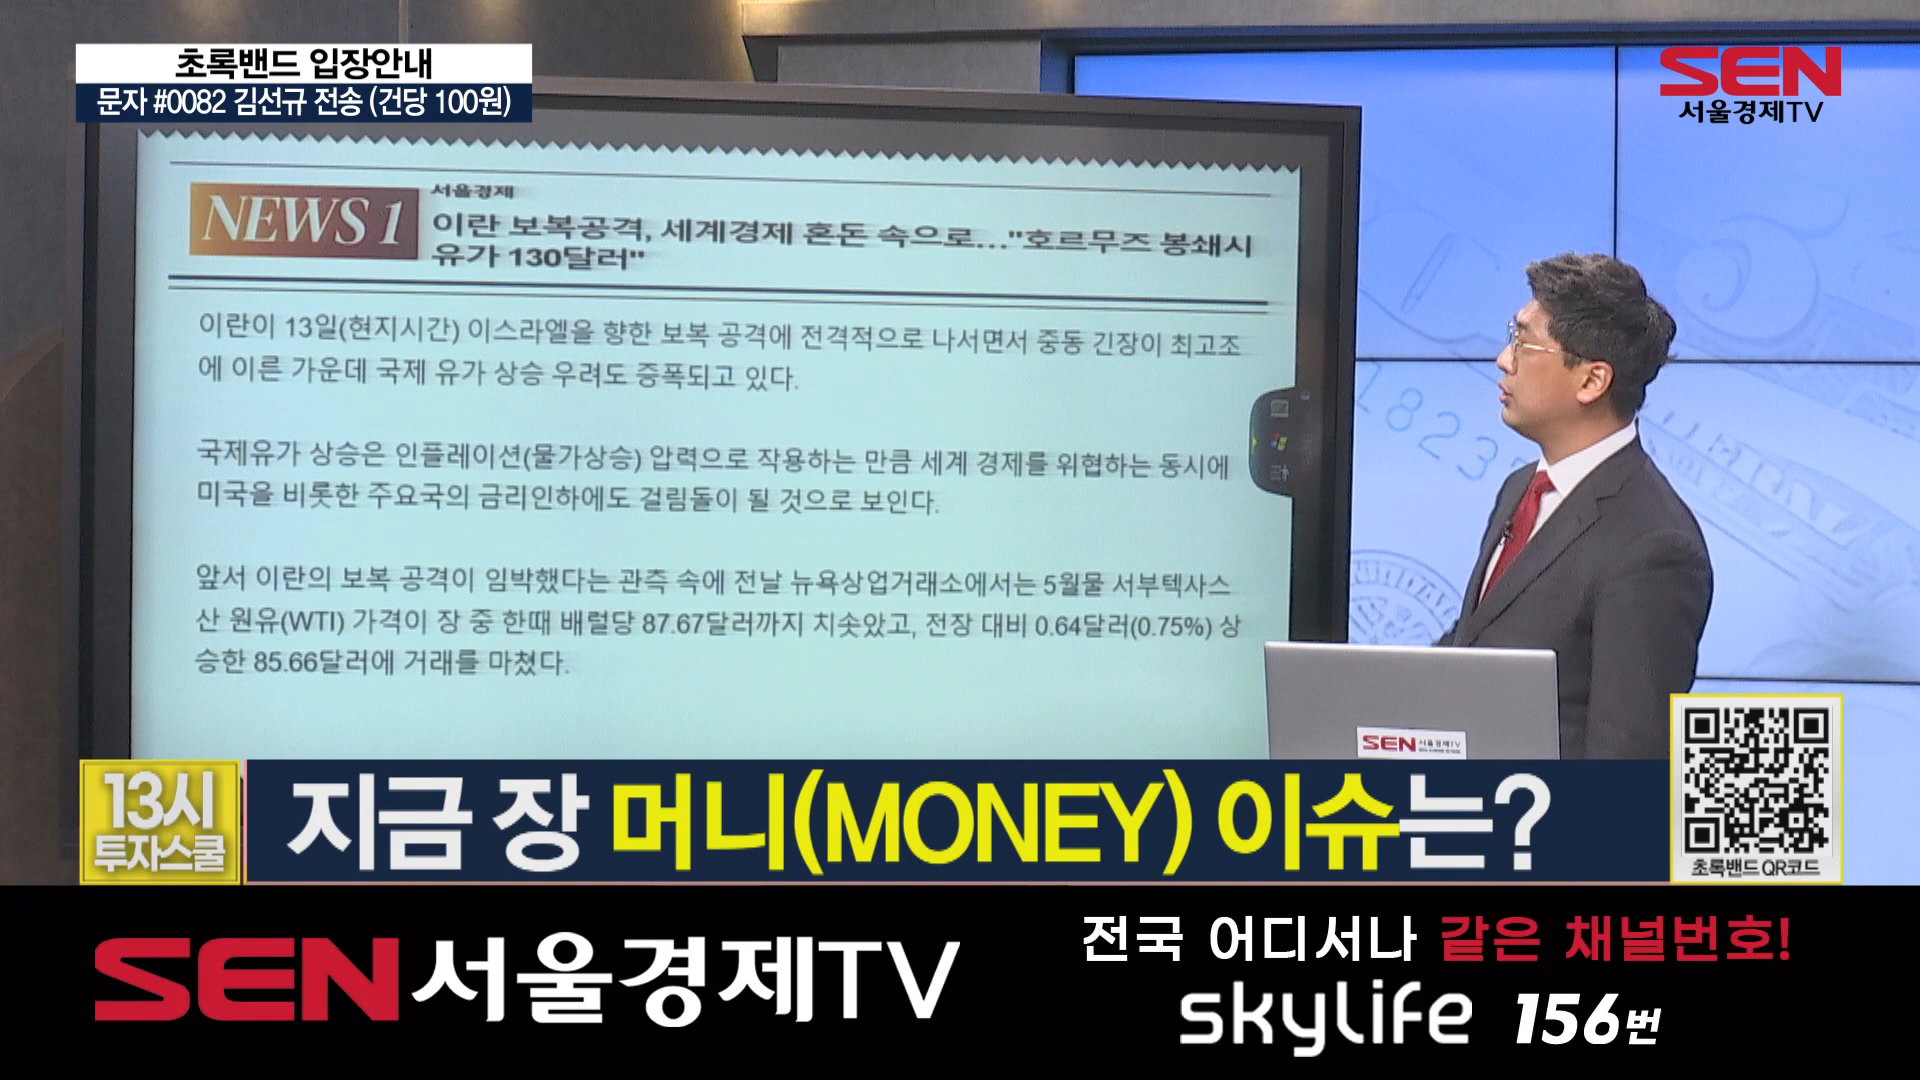 초록밴드 입장안내
문자 #0082 김선규 전송 (건당 100원)
SEN
서울경제TV
NEWS 1
서울경제
이란 보복공격, 세계경제 혼돈 속으로..."호르무즈 봉쇄시
유가 130달러"
이란이 13일(현지시간) 이스라엘을 향한 보복 공격에 전격적으로 나서면서 중동 긴장이 최고조
에 이른 가운데 국제 유가 상승 우려도 증폭되고 있다.
국제유가 상승은 인플레이션(물가상승) 압력으로 작용하는 만큼 세계 경제를 위협하는 동시에
미국을 비롯한 주요국의 금리인하에도 걸림돌이 될 것으로 보인다.
앞서 이란의 보복 공격이 임박했다는 관측 속에 전날 뉴욕상업거래소에서는 5월물 서부텍사스
산 원유(WTI) 가격이 장 중 한때 배럴당 87.67달러까지 치솟았고, 전장 대비 0.64달러(0.75%) 상
승한 85.66달러에 거래를 마쳤다.
SEN 서울경제TV
13시
투자스쿨
지금 장 머니(MONEY) 이슈는?
초록밴드 QR코드
SEN 서울경제TV
전국 어디서나 같은 채널번호!
skylife 156번